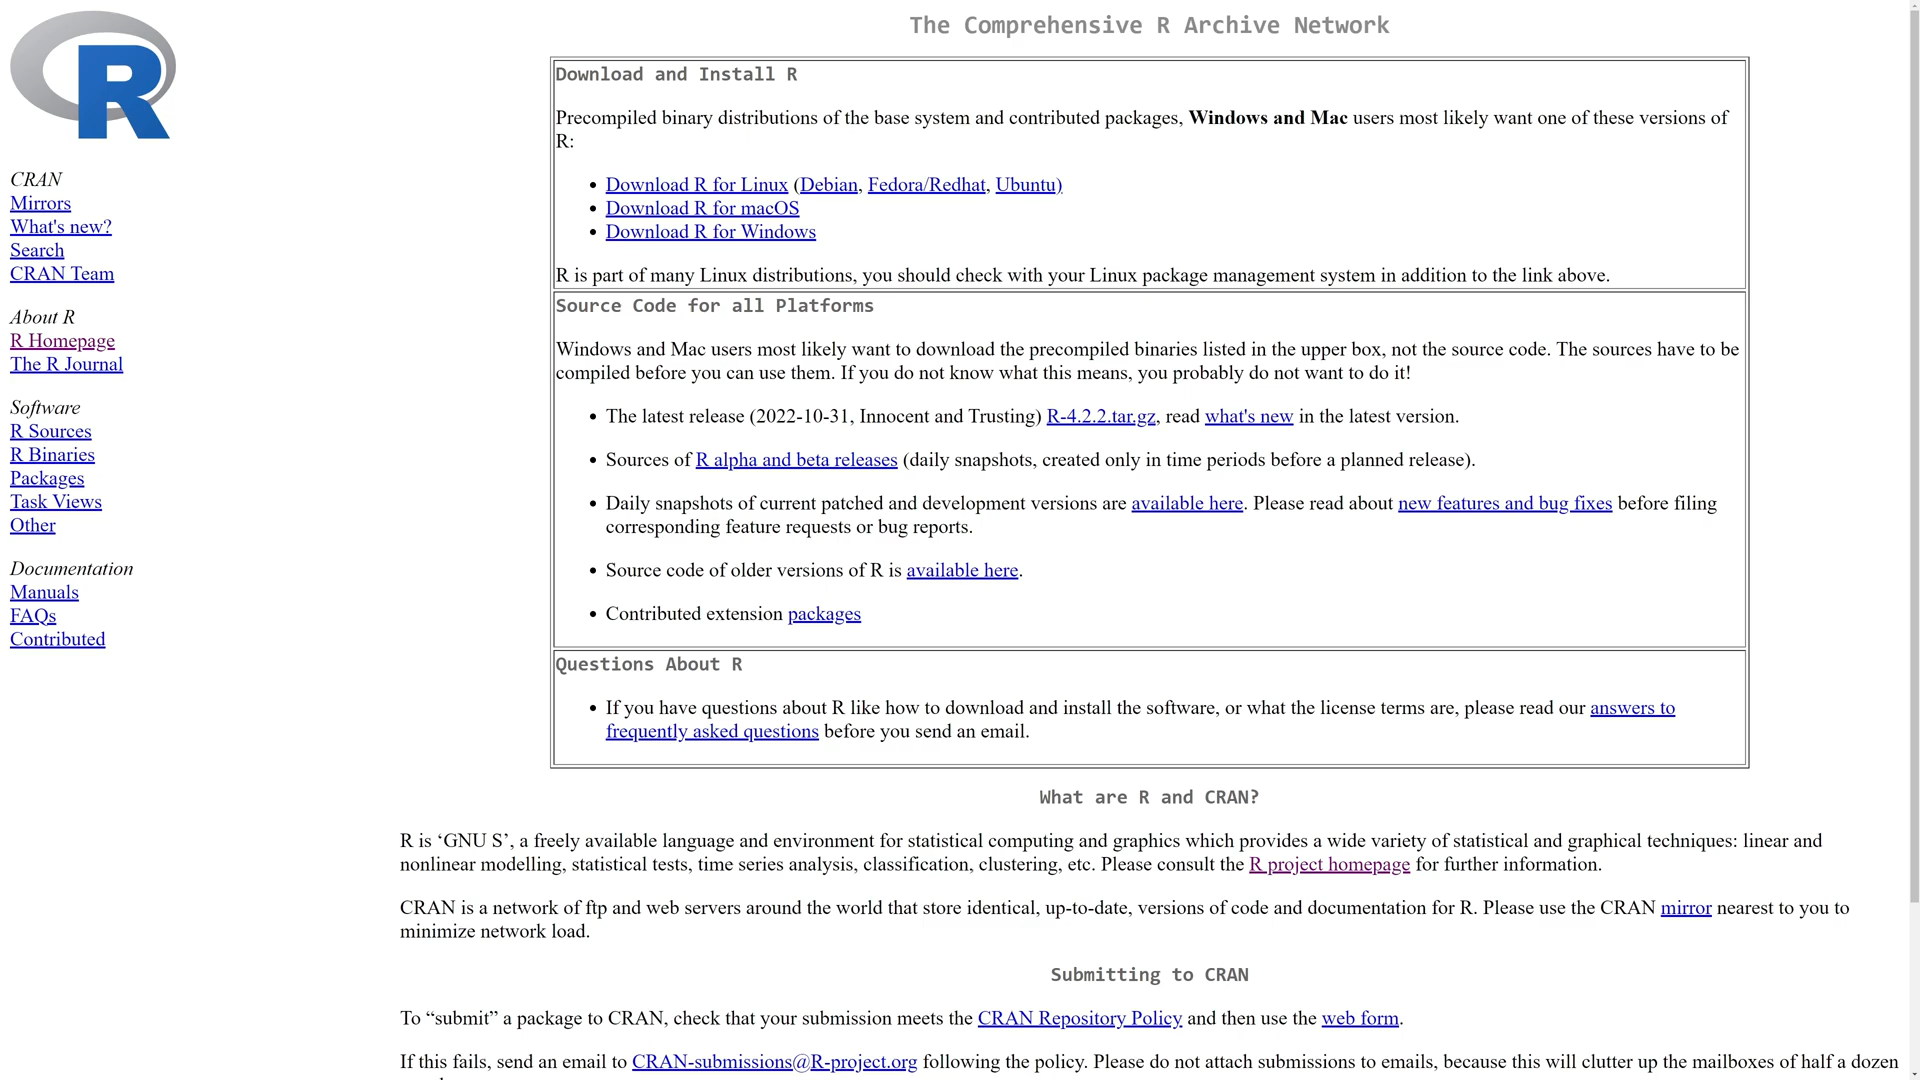 R
CRAN
Mirrors
What's new?
Search
CRAN Team
About R
R Homepage
The R Journal
Software
R Sources
R Binaries
Packages
Task Views
Other
Documentation
Manuals
FAQs
Contributed
The Comprehensive R Archive Network
Download and Install R
Precompiled binary distributions of the base system and contributed packages, Windows and Mac users most likely want one of these versions of
R:
• Download R for Linux (Debian, Fedora/Redhat, Ubuntu)
• Download R for macOS
• Download R for Windows
R is part of many Linux distributions, you should check with your Linux package management system in addition to the link above.
Source Code for all Platforms
Windows and Mac users most likely want to download the precompiled binaries listed in the upper box, not the source code. The sources have to be
compiled before you can use them. If you do not know what this means, you probably do not want to do it!
• The latest release (2022-10-31, Innocent and Trusting) R-4.2.2.tar.gz, read what's new in the latest version.
• Sources of R alpha and beta releases (daily snapshots, created only in time periods before a planned release).
• Daily snapshots of current patched and development versions are available here. Please read about new features and bug fixes before filing
corresponding feature requests or bug reports.
• Source code of older versions of R is available here.
• Contributed extension packages
Questions About R
• If you have questions about R like how to download and install the software, or what the license terms are, please read our answers to
frequently asked questions before you send an email.
What are R and CRAN?
R is ‘GNU S’, a freely available language and environment for statistical computing and graphics which provides a wide variety of statistical and graphical techniques: linear and
nonlinear modelling, statistical tests, time series analysis, classification, clustering, etc. Please consult the R project homepage for further information.
CRAN is a network of ftp and web servers around the world that store identical, up-to-date, versions of code and documentation for R. Please use the CRAN mirror nearest to you to
minimize network load.
Submitting to CRAN
To “submit” a package to CRAN, check that your submission meets the CRAN Repository Policy and then use the web form.
If this fails, send an email to CRAN-submissions@R-project.org following the policy. Please do not attach submissions to emails, because this will clutter up the mailboxes of half a dozen